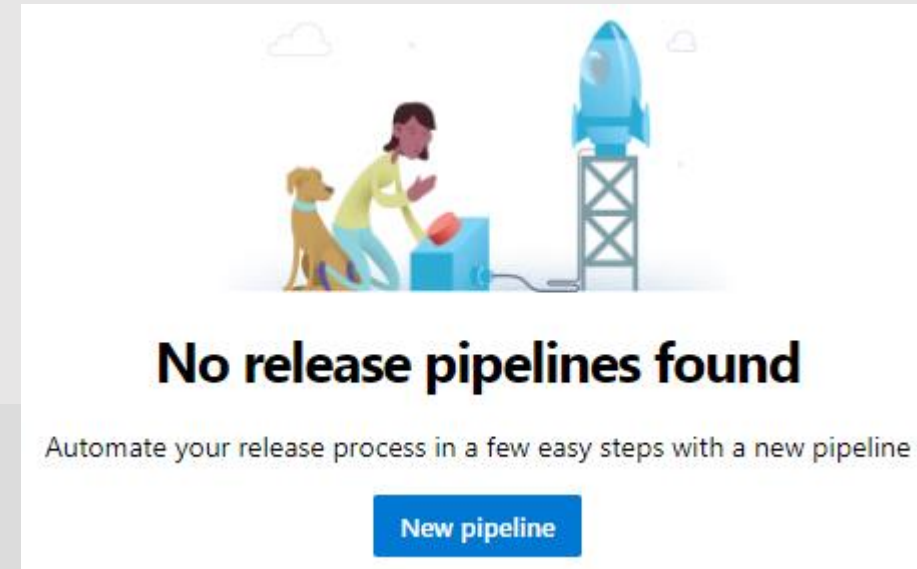 No release pipelines found
Automate your release process in a few easy steps with a new pipeline
New pipeline